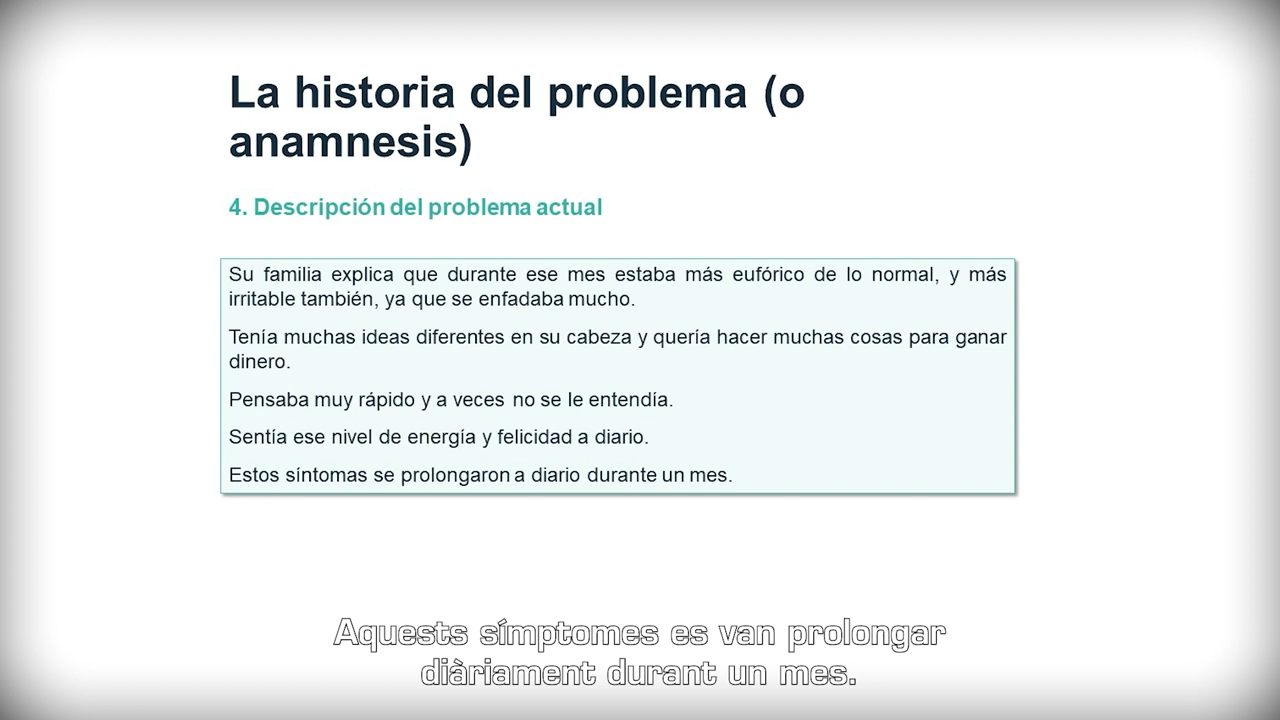 La historia del problema (o
anamnesis)
4. Descripción del problema actual
Su familia explica que durante ese mes estaba más eufórico de lo normal, y más
irritable también, ya que se enfadaba mucho.
Tenía muchas ideas diferentes en su cabeza y quería hacer muchas cosas para ganar
dinero.
Pensaba muy rápido y a veces no se le entendía.
Sentía ese nivel de energía y felicidad a diario.
Estos síntomas se prolongaron a diario durante un mes.
Aquests símptomes es van prolongar
diàriament durant un mes.